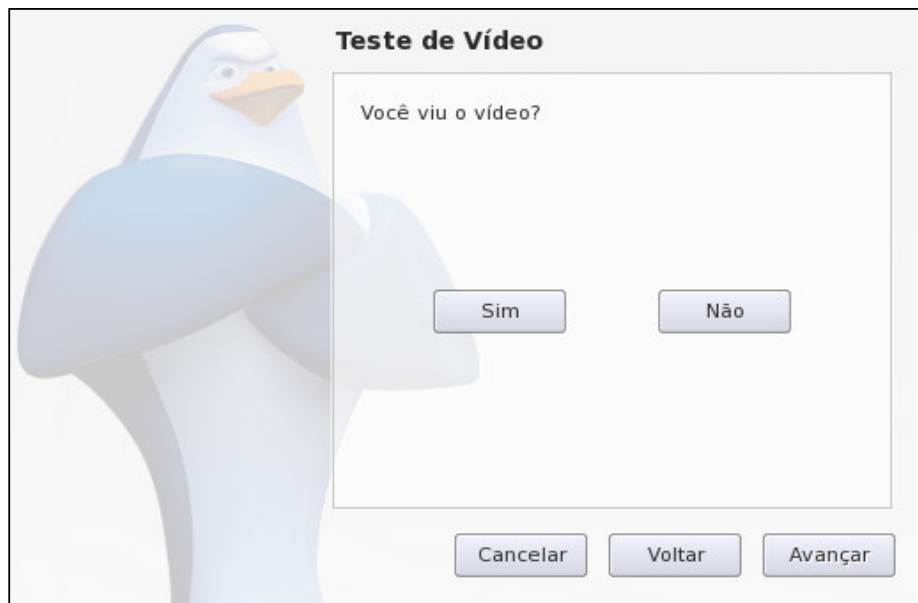 Teste de Vídeo
Você viu o vídeo?
Sim
Não
Cancelar
Voltar
Avançar